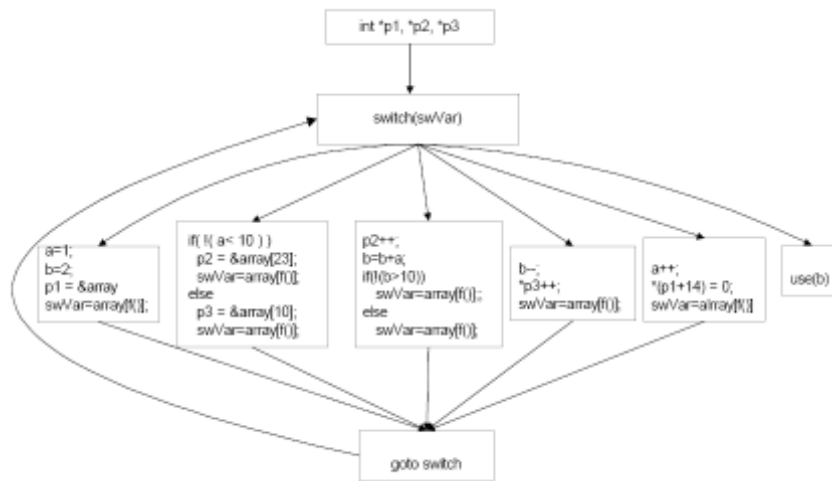 int *p1, *p2, *p3
switch(swVar)
a=1;
b=2;
p1 = &array
swVar=array[f()];
if( !( a< 10 ) )
p2 = &array[23];
swVar=array[f()];
else
p3 = &array[10];
swVar=array[f()];
p2++;
b=b+a;
if(!(b>10))
swVar=array[f()];;
else
swVar=array[f()];
b--;
*p3++;
swVar=array[f()];
a++;
*(p1+14) = 0;
swVar=alrray[f()]
use(b)
goto switch